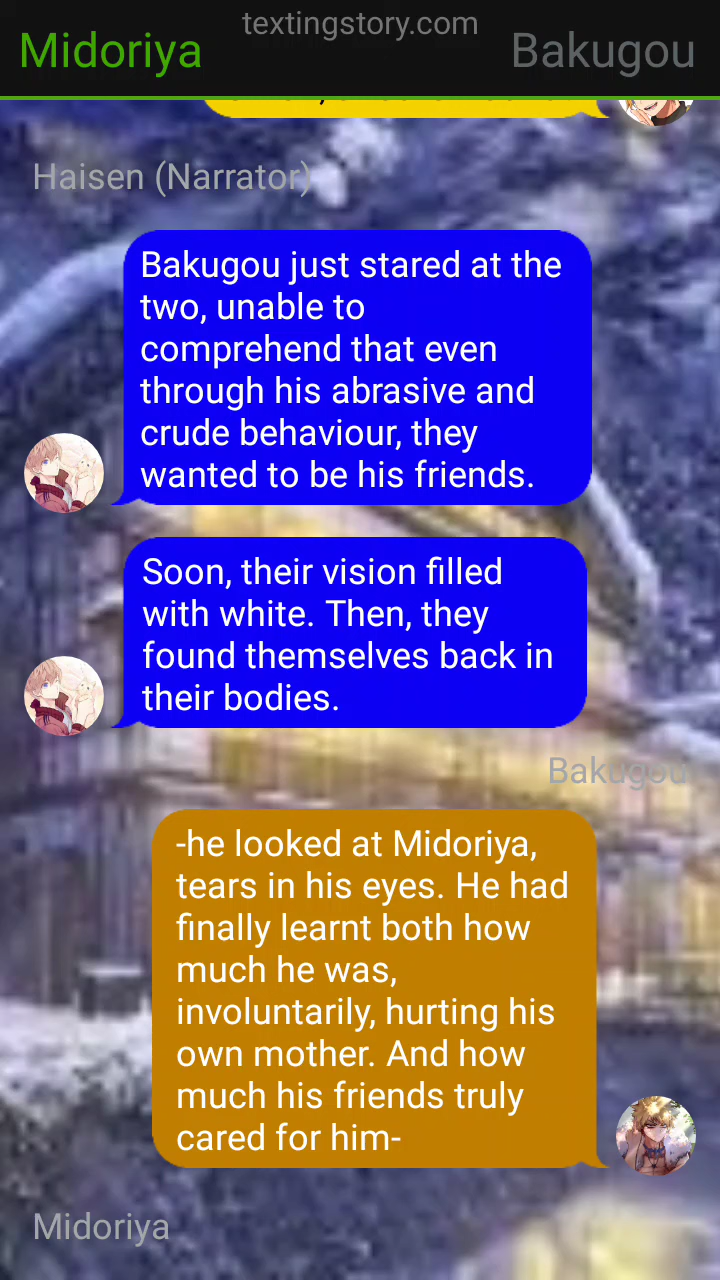 textingstory.com
Midoriya
Bakugou
Haisen (Narrator)
Bakugou just stared at the
two, unable to
comprehend that even
through his abrasive and
crude behaviour, they
wanted to be his friends.
Soon, their vision filled
with white. Then, they
found themselves back in
their bodies.
Bakugou
-he looked at Midoriya,
tears in his eyes. He had
finally learnt both how
much he was,
involuntarily, hurting his
own mother. And how
much his friends truly
cared for him-
Midoriya